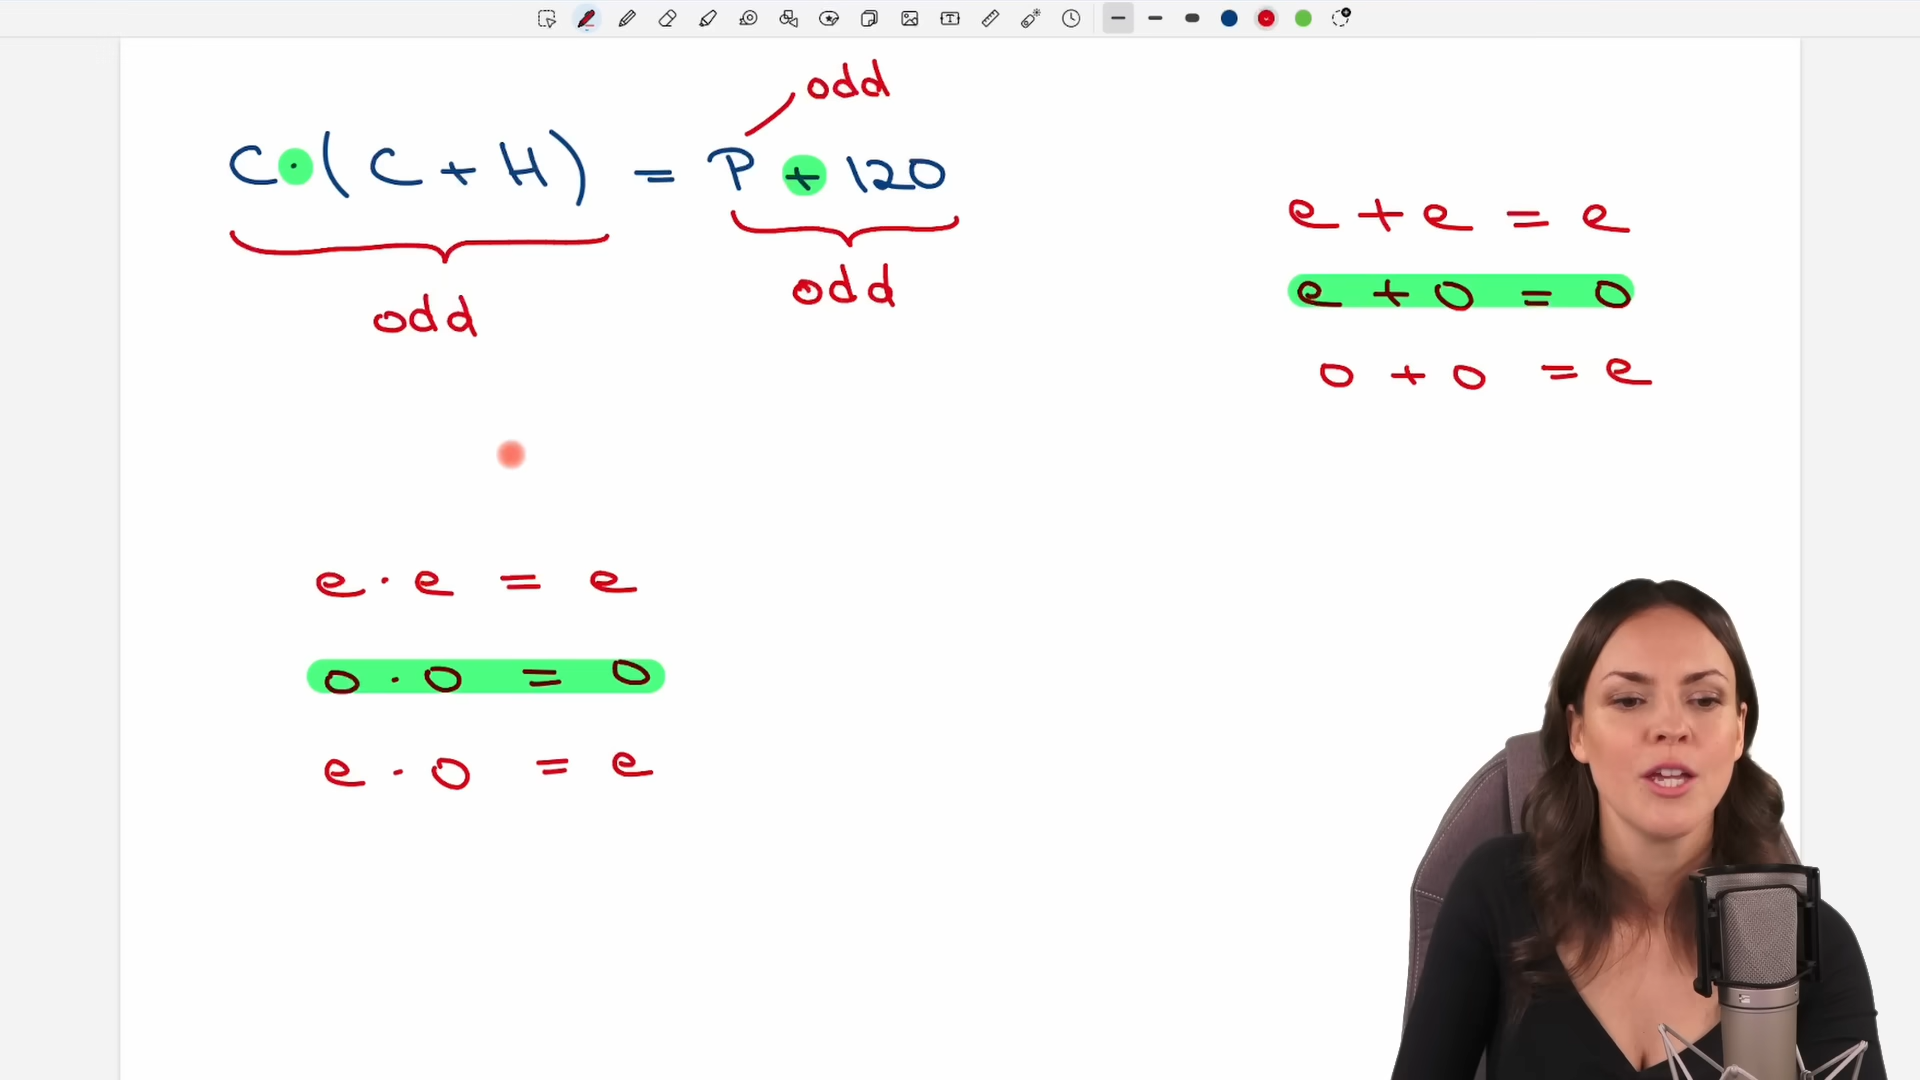 odd
C · ( C + H ) = P + 120
odd
odd
e + e = e
e + o = o
o + o = e
e · e = e
o · o = o
e · o = e